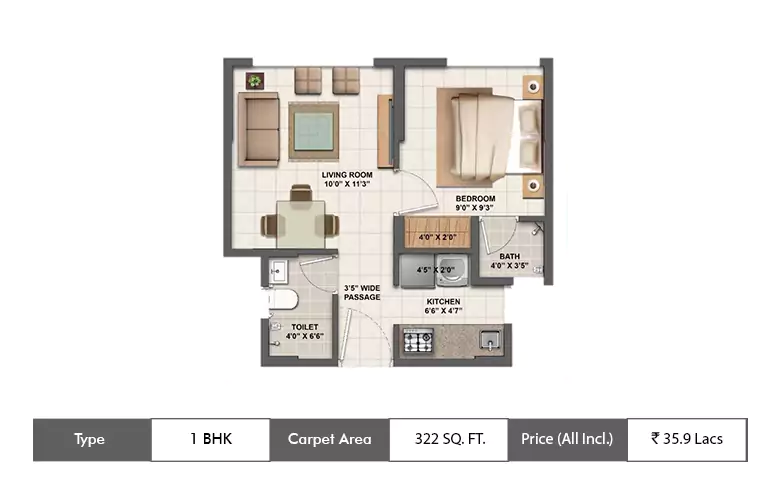 LIVING ROOM
10'0" X 11'3"
BEDROOM
9'0" X 9'3"
4'0" X 2'0"
BATH
4'0" X 3'5"
4'5" X 2'0"
3'5" WIDE
PASSAGE
KITCHEN
6'6" X 4'7"
TOILET
4'0" X 6'6"
Type 1 BHK Carpet Area 322 SQ. FT. Price (All Incl.) ₹ 35.9 Lacs